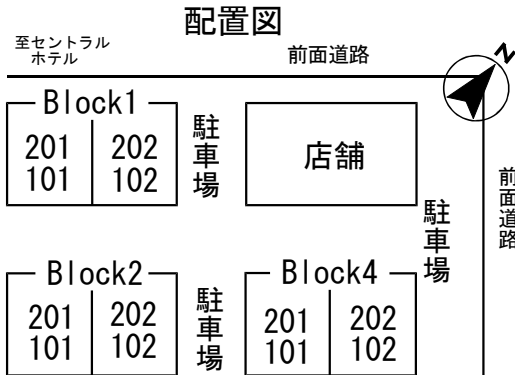 配置図
至セントラル
ホテル
前面道路
N
Block1
201 202
101 102
駐車場
店舗
前面道路
駐車場
Block2
201 202
101 102
駐車場
Block4
201 202
101 102